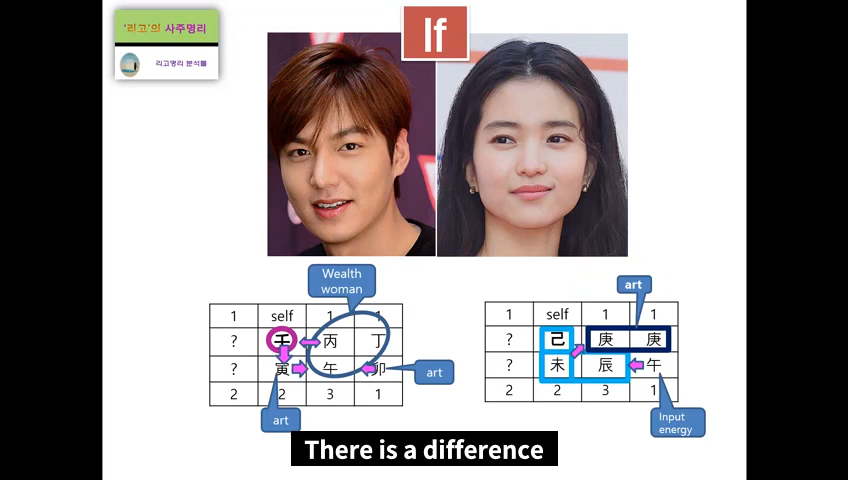 '리고'의 사주명리
리고명리 분석틀
If
Wealth
woman
art
1 self 1 1
? 壬 丙 丁
? 寅 午 卯
2 2 3 1
art
art
1 self 1 1
? 己 庚 庚
? 未 辰 午
2 2 3 1
Input
energy
There is a difference